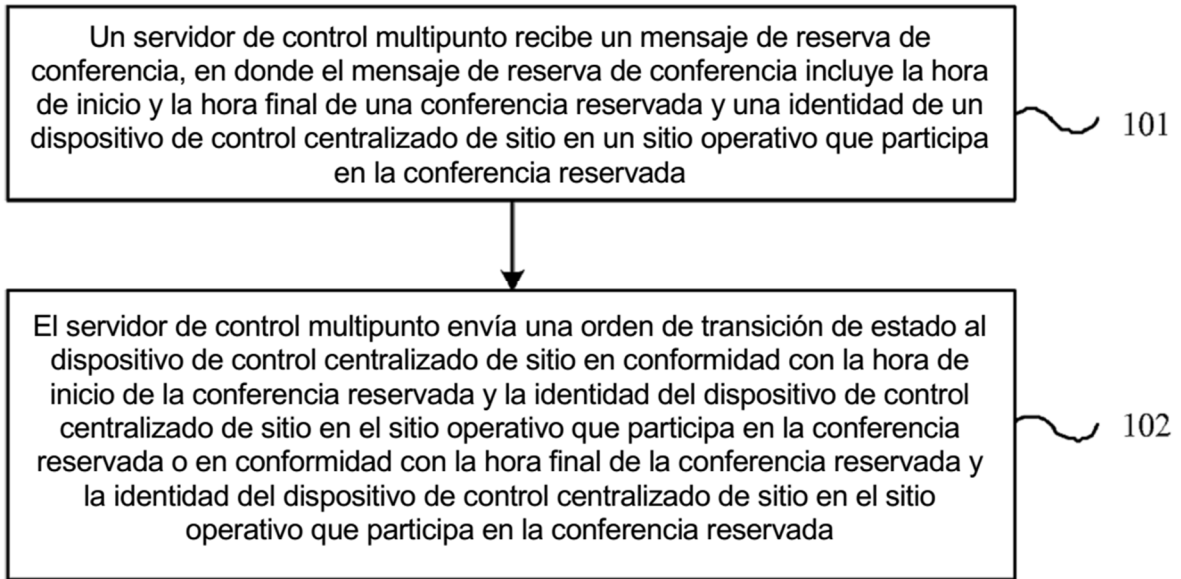 Un servidor de control multipunto recibe un mensaje de reserva de
conferencia, en donde el mensaje de reserva de conferencia incluye la hora
de inicio y la hora final de una conferencia reservada y una identidad de un
dispositivo de control centralizado de sitio en un sitio operativo que participa
en la conferencia reservada
101
El servidor de control multipunto envía una orden de transición de estado al
dispositivo de control centralizado de sitio en conformidad con la hora de
inicio de la conferencia reservada y la identidad del dispositivo de control
centralizado de sitio en el sitio operativo que participa en la conferencia
reservada o en conformidad con la hora final de la conferencia reservada y
la identidad del dispositivo de control centralizado de sitio en el sitio
operativo que participa en la conferencia reservada
102